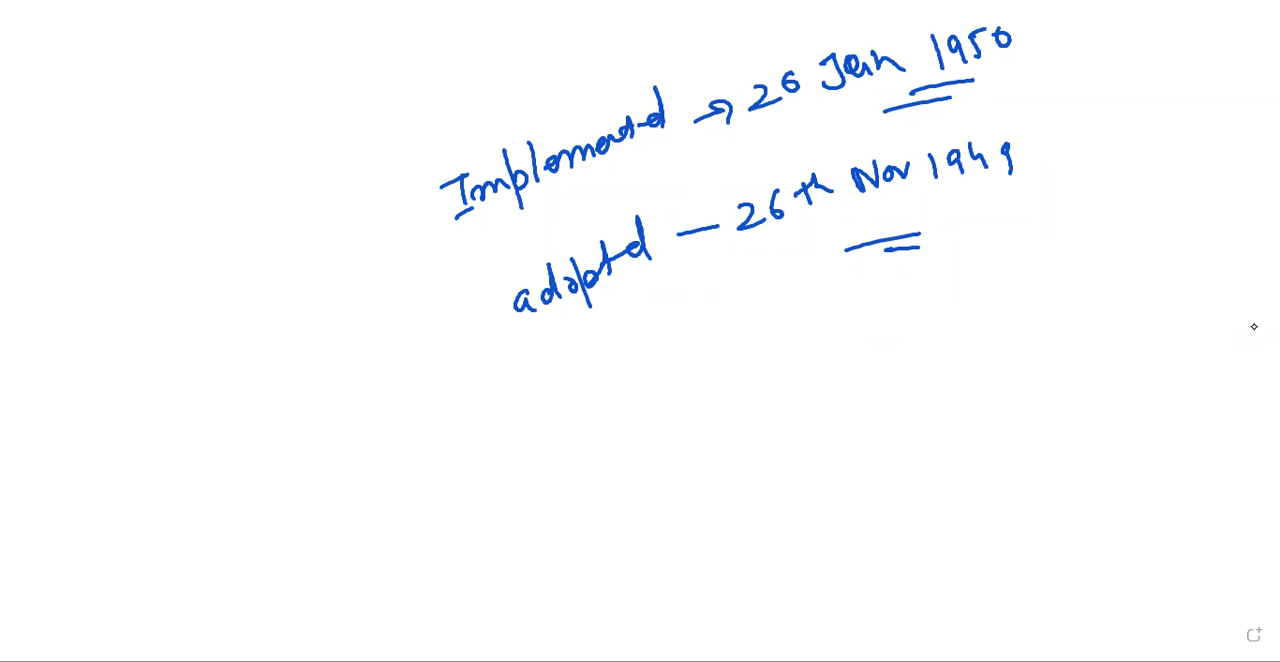 Implemented → 26 Jan 1950
adopted — 26th Nov 1949